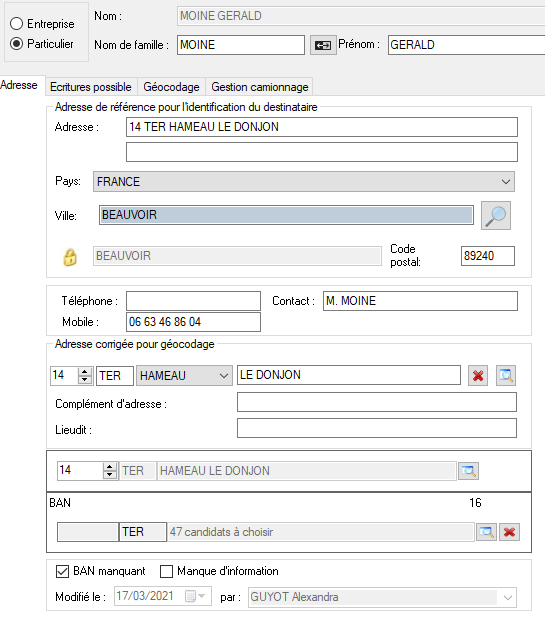 Nom : MOINE GERALD
Entreprise
Particulier Nom de famille : MOINE Prénom : GERALD
Adresse Ecritures possible Géocodage Gestion camionnage
Adresse de référence pour l'identification du destinataire
Adresse : 14 TER HAMEAU LE DONJON
Pays: FRANCE
Ville: BEAUVOIR
BEAUVOIR Code postal: 89240
Téléphone : Contact : M. MOINE
Mobile : 06 63 46 86 04
Adresse corrigée pour géocodage
14 TER HAMEAU LE DONJON
Complément d'adresse :
Lieudit :
14 TER HAMEAU LE DONJON
BAN 16
TER 47 candidats à choisir
BAN manquant Manque d'information
Modifié le : 17/03/2021 par : GUYOT Alexandra